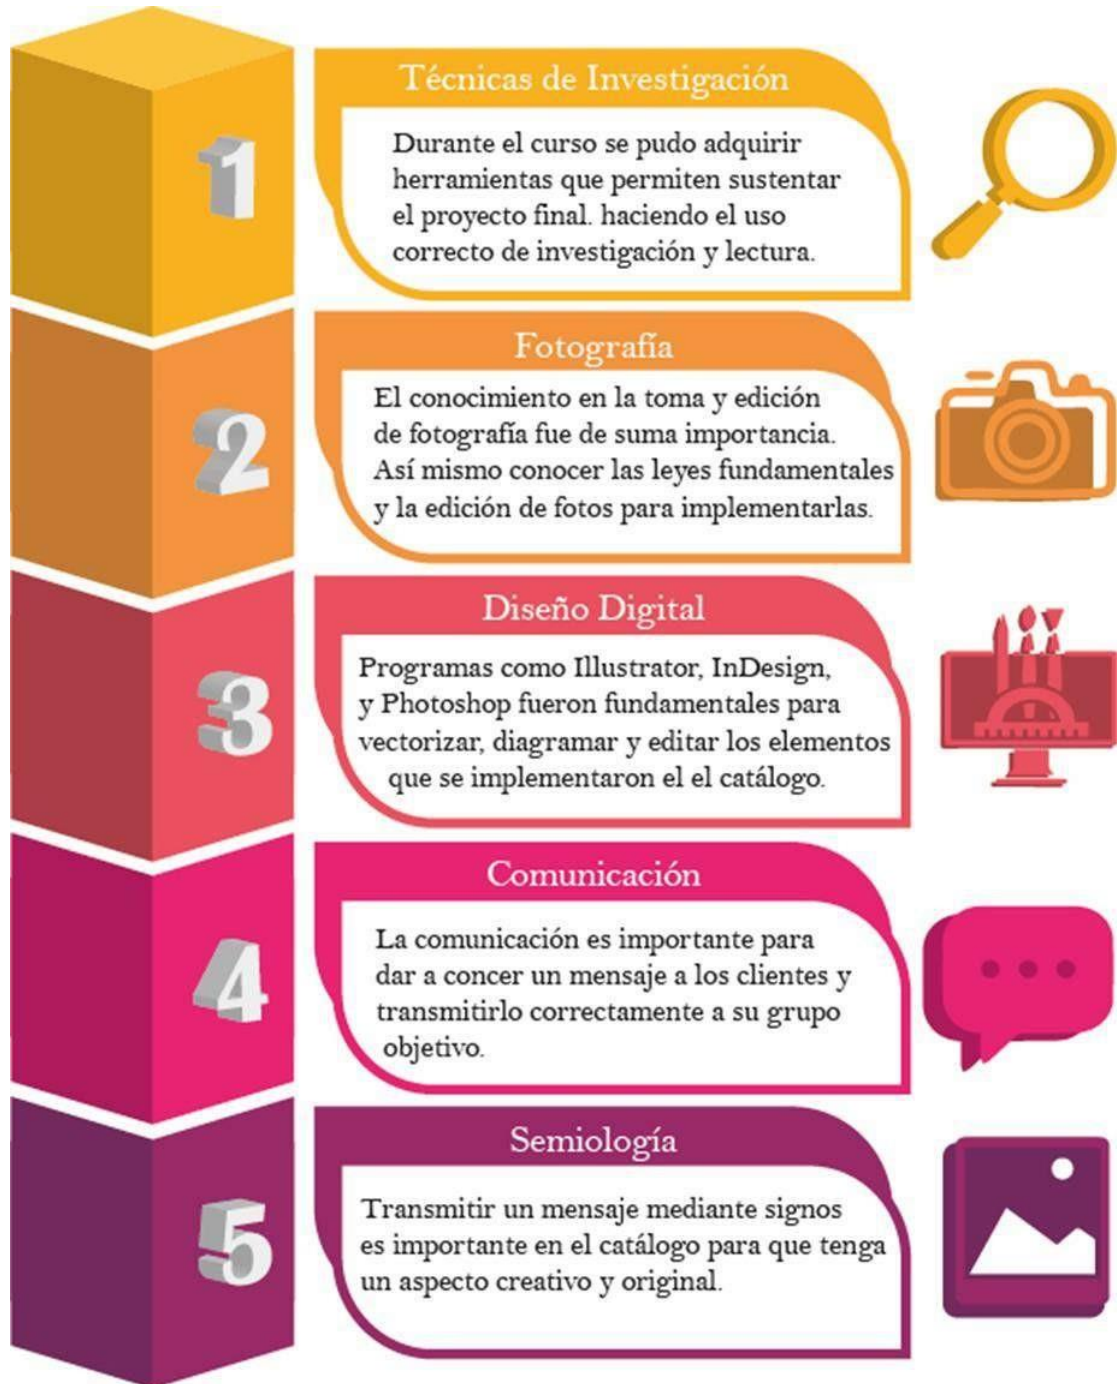 1
Técnicas de Investigación
Durante el curso se pudo adquirir
herramientas que permiten sustentar
el proyecto final. haciendo el uso
correcto de investigación y lectura.
2
Fotografía
El conocimiento en la toma y edición
de fotografía fue de suma importancia.
Así mismo conocer las leyes fundamentales
y la edición de fotos para implementarlas.
3
Diseño Digital
Programas como Illustrator, InDesign,
y Photoshop fueron fundamentales para
vectorizar, diagramar y editar los elementos
que se implementaron el el catálogo.
4
Comunicación
La comunicación es importante para
dar a concer un mensaje a los clientes y
transmitirlo correctamente a su grupo
objetivo.
5
Semiología
Transmitir un mensaje mediante signos
es importante en el catálogo para que tenga
un aspecto creativo y original.